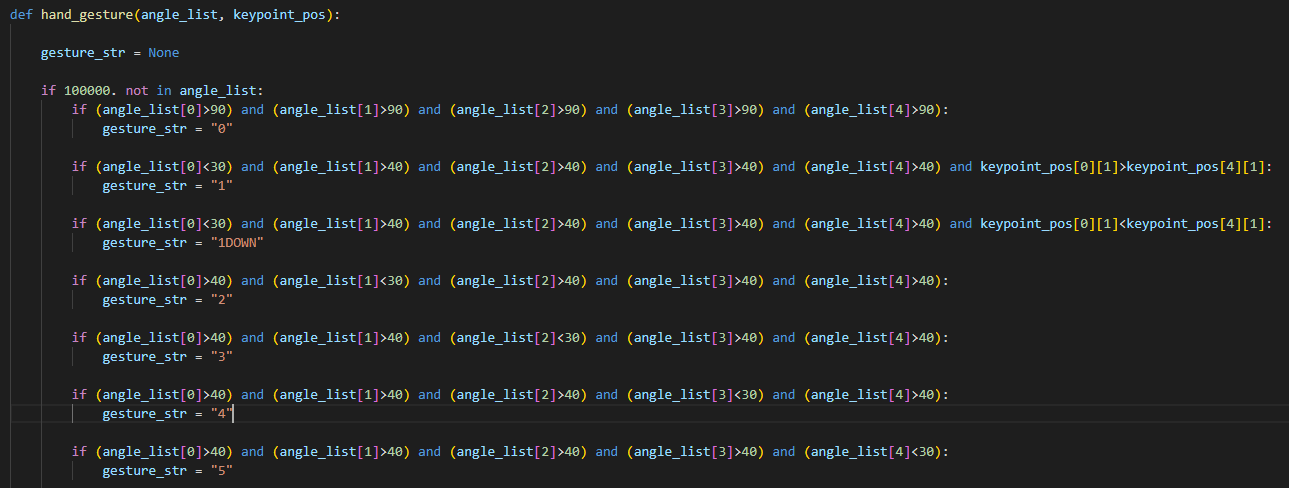 def hand_gesture(angle_list, keypoint_pos):
gesture_str = None
if 100000. not in angle_list:
if (angle_list[0]>90) and (angle_list[1]>90) and (angle_list[2]>90) and (angle_list[3]>90) and (angle_list[4]>90):
gesture_str = "0"
if (angle_list[0]<30) and (angle_list[1]>40) and (angle_list[2]>40) and (angle_list[3]>40) and (angle_list[4]>40) and keypoint_pos[0][1]>keypoint_pos[4][1]:
gesture_str = "1"
if (angle_list[0]<30) and (angle_list[1]>40) and (angle_list[2]>40) and (angle_list[3]>40) and (angle_list[4]>40) and keypoint_pos[0][1]<keypoint_pos[4][1]:
gesture_str = "1DOWN"
if (angle_list[0]>40) and (angle_list[1]<30) and (angle_list[2]>40) and (angle_list[3]>40) and (angle_list[4]>40):
gesture_str = "2"
if (angle_list[0]>40) and (angle_list[1]>40) and (angle_list[2]<30) and (angle_list[3]>40) and (angle_list[4]>40):
gesture_str = "3"
if (angle_list[0]>40) and (angle_list[1]>40) and (angle_list[2]>40) and (angle_list[3]<30) and (angle_list[4]>40):
gesture_str = "4"
if (angle_list[0]>40) and (angle_list[1]>40) and (angle_list[2]>40) and (angle_list[3]>40) and (angle_list[4]<30):
gesture_str = "5"